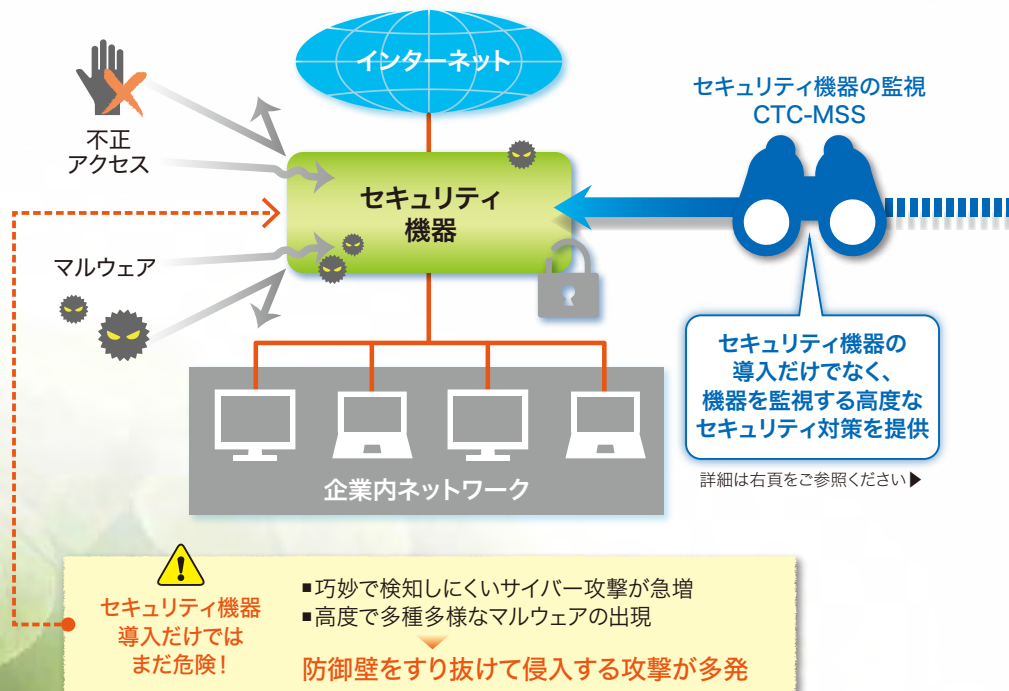 インターネット
不正
アクセス
セキュリティ機器の監視
CTC-MSS
セキュリティ
機器
マルウェア
セキュリティ機器の
導入だけでなく、
機器を監視する高度な
セキュリティ対策を提供
詳細は右頁をご参照ください▶
企業内ネットワーク
セキュリティ機器
導入だけでは
まだ危険!
■巧妙で検知しにくいサイバー攻撃が急増
■高度で多種多様なマルウェアの出現
防御壁をすり抜けて侵入する攻撃が多発